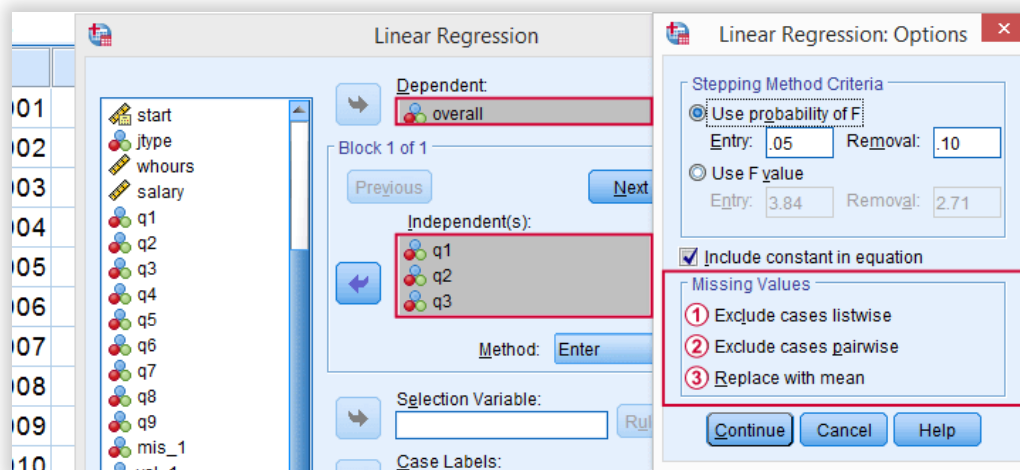 Linear Regression
Linear Regression: Options
001
002
003
004
005
006
007
008
009
010
start
jtype
whours
salary
q1
q2
q3
q4
q5
q6
q7
q8
q9
mis_1
Dependent:
overall
Block 1 of 1
Previous
Next
Independent(s):
q1
q2
q3
Method: Enter
Selection Variable:
Rul
Case Labels:
Stepping Method Criteria
Use probability of F
Entry: .05 Removal: .10
Use F value
Entry: 3.84 Removal: 2.71
Include constant in equation
Missing Values
1 Exclude cases listwise
2 Exclude cases pairwise
3 Replace with mean
Continue Cancel Help